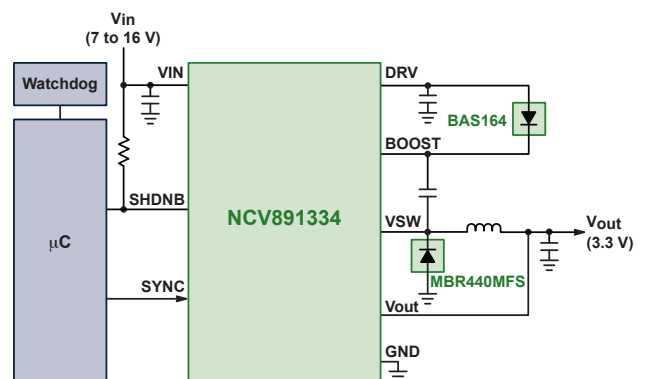 Vin
(7 to 16 V)
Watchdog
VIN
DRV
BAS164
BOOST
SHDNB
NCV891334
μC
VSW
Vout
(3.3 V)
MBR440MFS
SYNC
Vout
GND